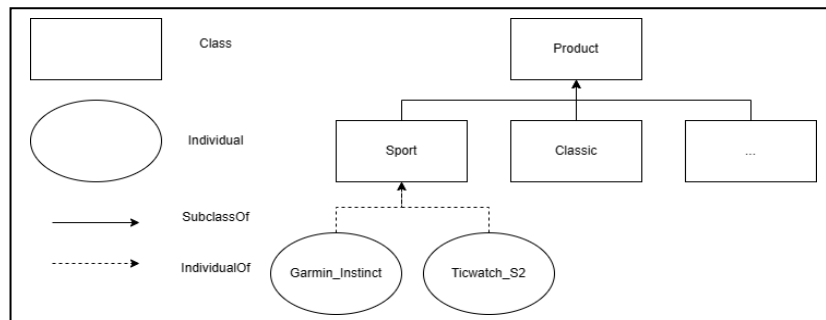 Class
Individual
SubclassOf
IndividualOf
Product
Sport
Classic
...
Garmin_Instinct
Ticwatch_S2